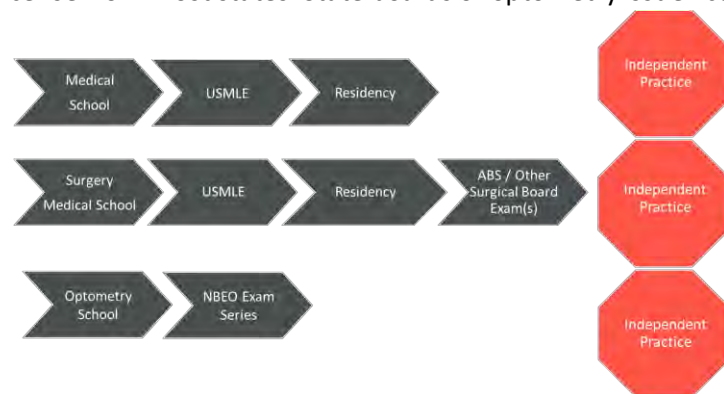 Medical
School
USMLE
Residency
Independent
Practice
Surgery
Medical School
USMLE
Residency
ABS / Other
Surgical Board
Exam(s)
Independent
Practice
Optometry
School
NBEO Exam
Series
Independent
Practice